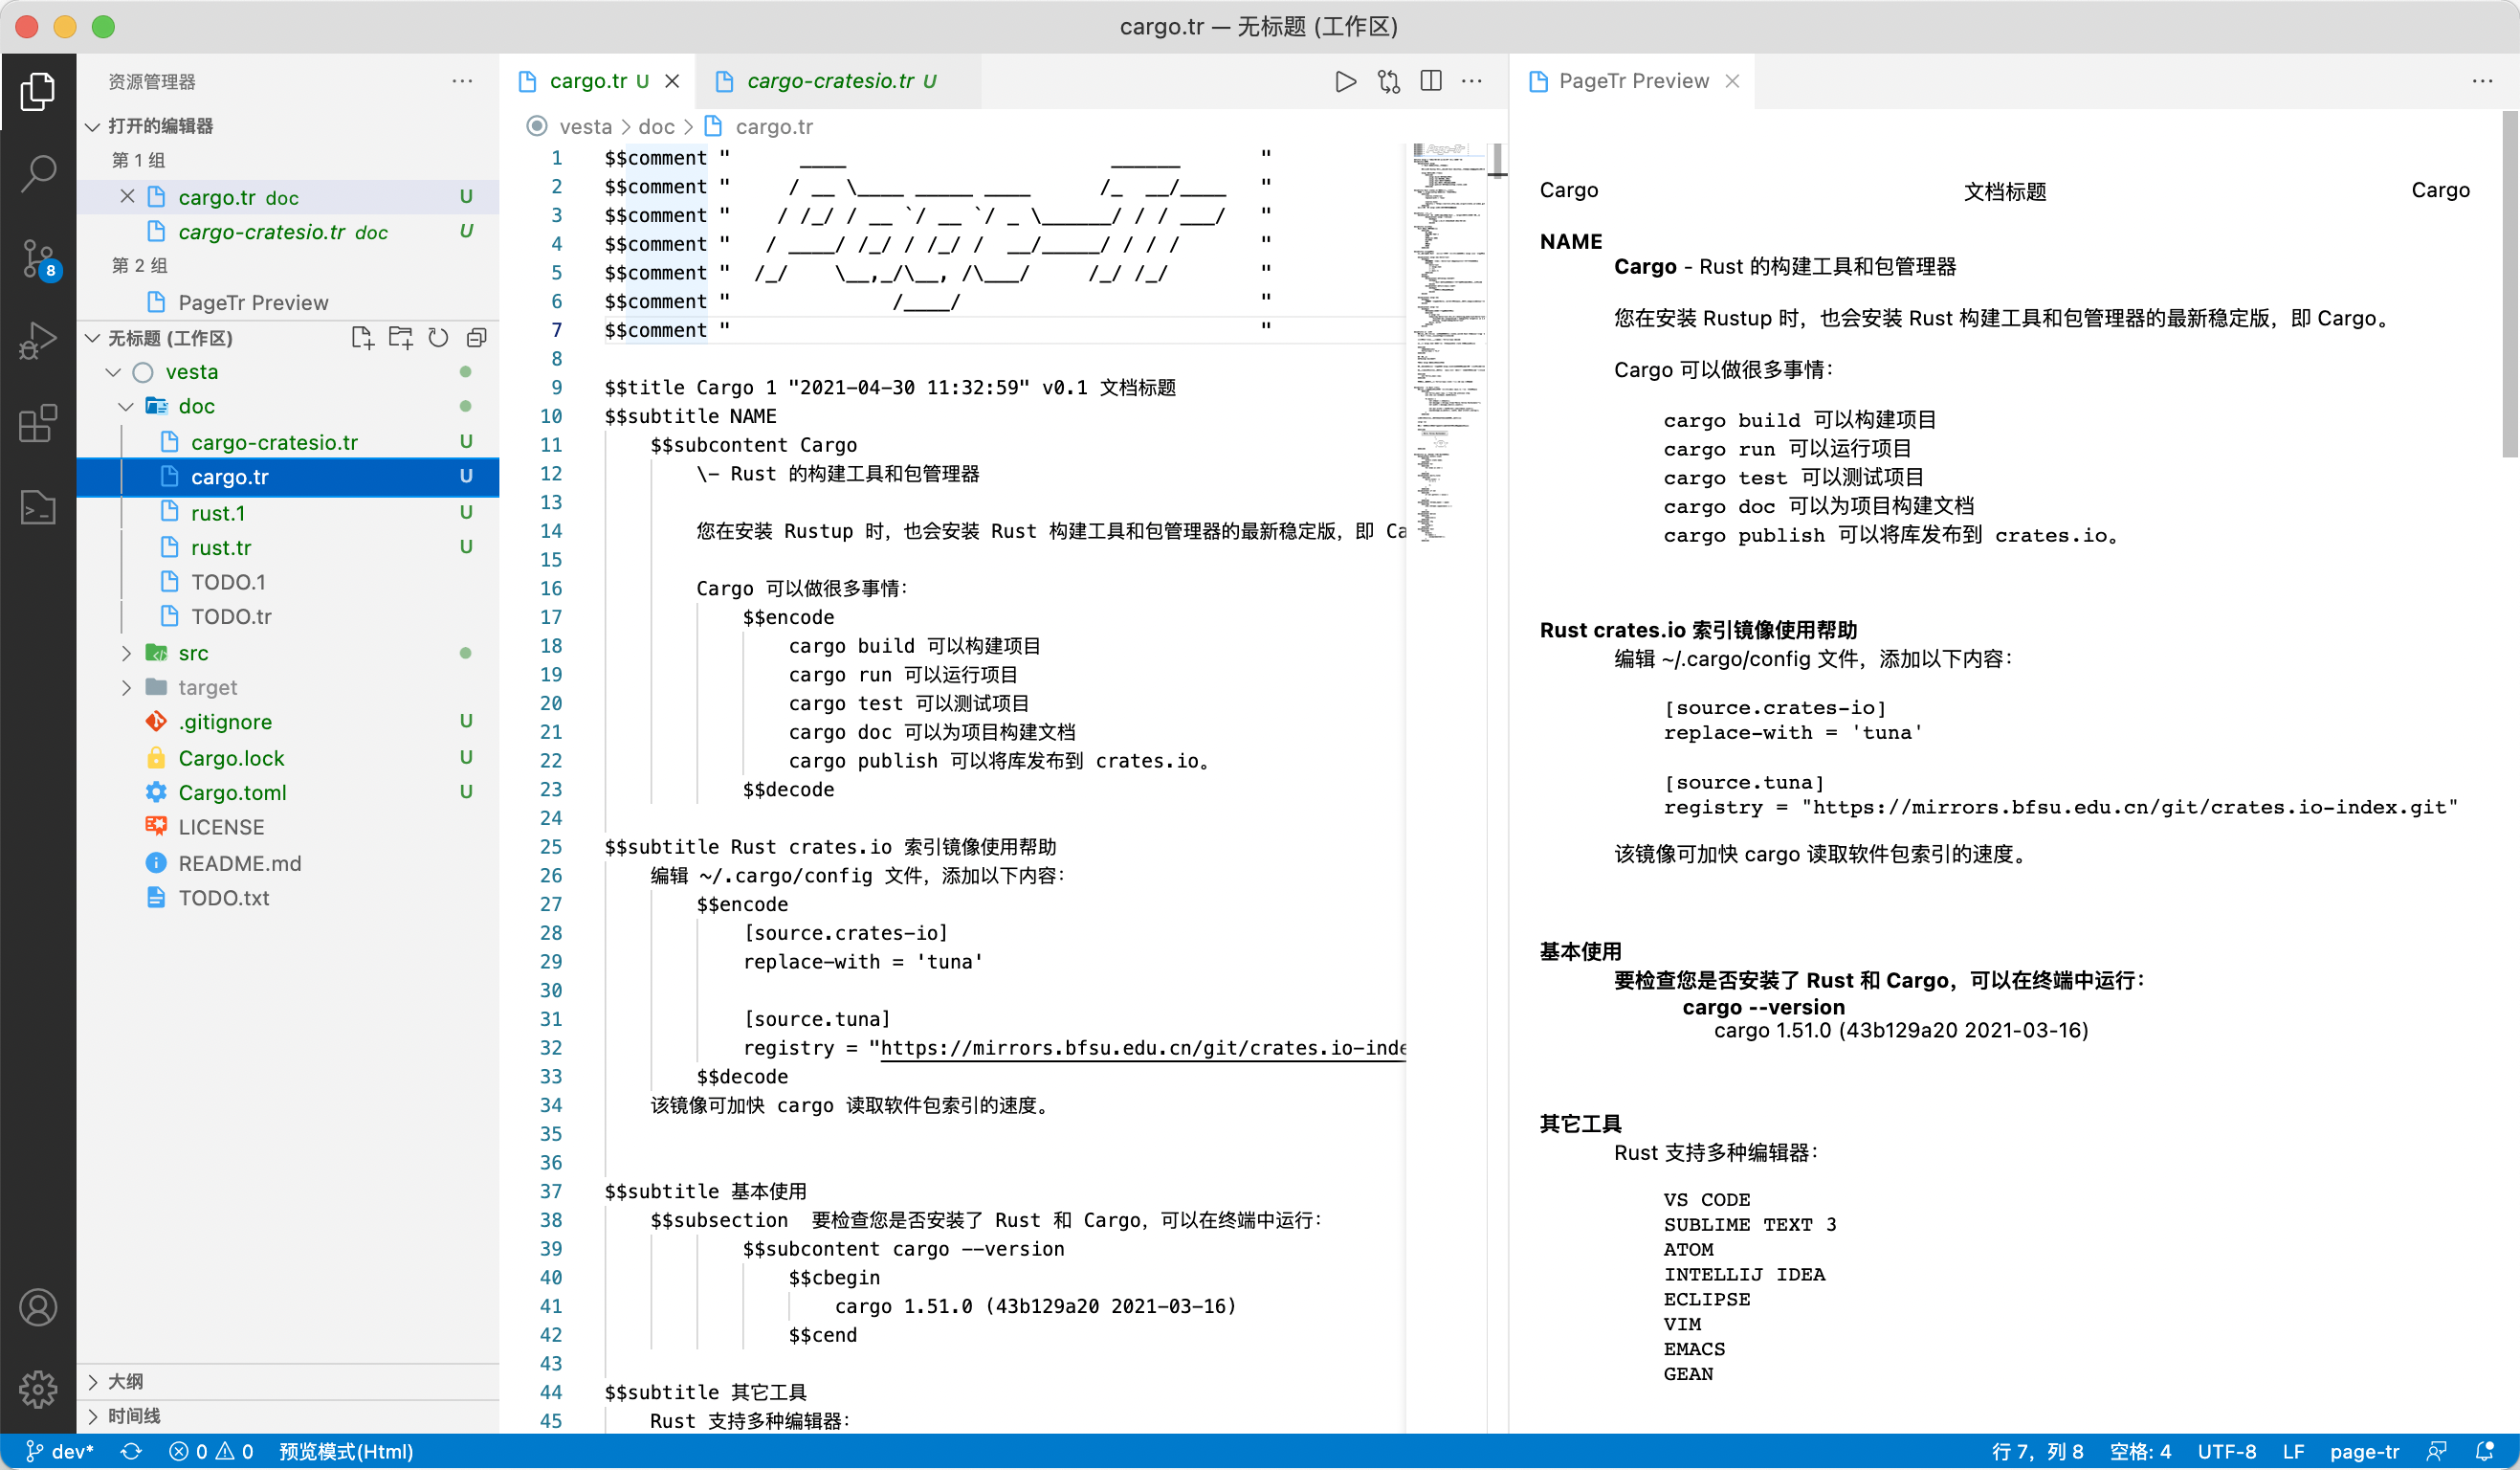 cargo.tr — 无标题 (工作区)
资源管理器
打开的编辑器
第 1 组
cargo.tr doc U
cargo-cratesio.tr doc U
第 2 组
PageTr Preview
无标题 (工作区)
vesta
doc
cargo-cratesio.tr U
cargo.tr U
rust.1 U
rust.tr U
TODO.1
TODO.tr
src
target
.gitignore U
Cargo.lock U
Cargo.toml U
LICENSE
README.md
TODO.txt
大纲
时间线
8
cargo.tr U
cargo-cratesio.tr U
vesta > doc > cargo.tr
1 $$comment "      ____                       ______       "
2 $$comment "     / __ \____ _____ ____      /_  __/____   "
3 $$comment "    / /_/ / __ `/ __ `/ _ \______/ / / ___/   "
4 $$comment "   / ____/ /_/ / /_/ /  __/_____/ / / /       "
5 $$comment "  /_/    \__,_/\__, /\___/     /_/ /_/        "
6 $$comment "              /____/                          "
7 $$comment "                                              "
8
9 $$title Cargo 1 "2021-04-30 11:32:59" v0.1 文档标题
10 $$subtitle NAME
11 $$subcontent Cargo
12 \- Rust 的构建工具和包管理器
13
14 您在安装 Rustup 时，也会安装 Rust 构建工具和包管理器的最新稳定版，即 Ca
15
16 Cargo 可以做很多事情：
17 $$encode
18 cargo build 可以构建项目
19 cargo run 可以运行项目
20 cargo test 可以测试项目
21 cargo doc 可以为项目构建文档
22 cargo publish 可以将库发布到 crates.io。
23 $$decode
24
25 $$subtitle Rust crates.io 索引镜像使用帮助
26 编辑 ~/.cargo/config 文件，添加以下内容：
27 $$encode
28 [source.crates-io]
29 replace-with = 'tuna'
30
31 [source.tuna]
32 registry = "https://mirrors.bfsu.edu.cn/git/crates.io-inde
33 $$decode
34 该镜像可加快 cargo 读取软件包索引的速度。
35
36
37 $$subtitle 基本使用
38 $$subsection  要检查您是否安装了 Rust 和 Cargo，可以在终端中运行：
39 $$subcontent cargo --version
40 $$cbegin
41 cargo 1.51.0 (43b129a20 2021-03-16)
42 $$cend
43
44 $$subtitle 其它工具
45 Rust 支持多种编辑器：
PageTr Preview
Cargo 文档标题 Cargo
NAME
Cargo - Rust 的构建工具和包管理器
您在安装 Rustup 时，也会安装 Rust 构建工具和包管理器的最新稳定版，即 Cargo。
Cargo 可以做很多事情：
cargo build 可以构建项目
cargo run 可以运行项目
cargo test 可以测试项目
cargo doc 可以为项目构建文档
cargo publish 可以将库发布到 crates.io。
Rust crates.io 索引镜像使用帮助
编辑 ~/.cargo/config 文件，添加以下内容：
[source.crates-io]
replace-with = 'tuna'
[source.tuna]
registry = "https://mirrors.bfsu.edu.cn/git/crates.io-index.git"
该镜像可加快 cargo 读取软件包索引的速度。
基本使用
要检查您是否安装了 Rust 和 Cargo，可以在终端中运行：
cargo --version
cargo 1.51.0 (43b129a20 2021-03-16)
其它工具
Rust 支持多种编辑器：
VS CODE
SUBLIME TEXT 3
ATOM
INTELLIJ IDEA
ECLIPSE
VIM
EMACS
GEAN
dev* 0 0 预览模式(Html) 行 7，列 8 空格: 4 UTF-8 LF page-tr